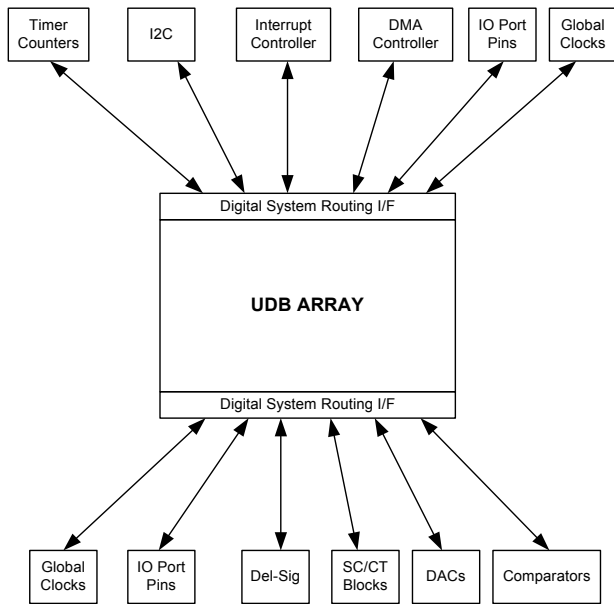 Timer
Counters
I2C
Interrupt
Controller
DMA
Controller
IO Port
Pins
Global
Clocks
Digital System Routing I/F
UDB ARRAY
Digital System Routing I/F
Global
Clocks
IO Port
Pins
Del-Sig
SC/CT
Blocks
DACs
Comparators